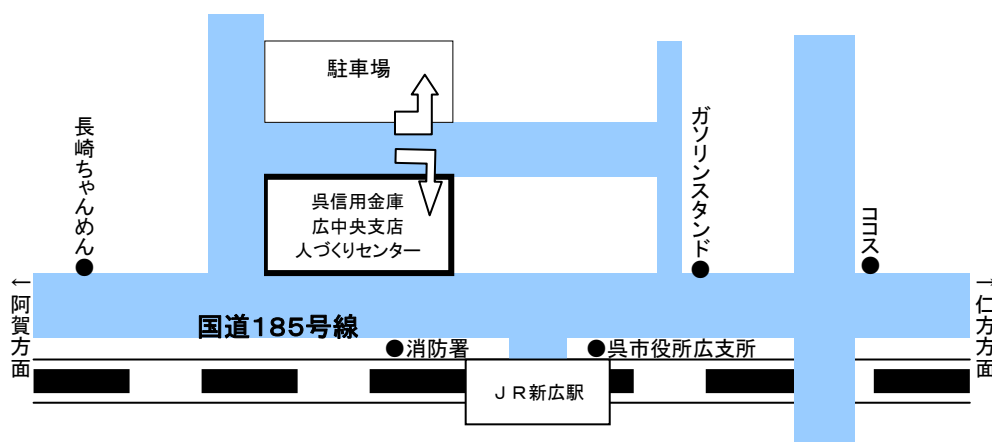 駐車場
長崎ちゃんめん
呉信用金庫
広中央支店
人づくりセンター
ガソリンスタンド
ココス
←阿賀方面
国道185号線
→仁方方面
●消防署
●呉市役所広支所
JR新広駅